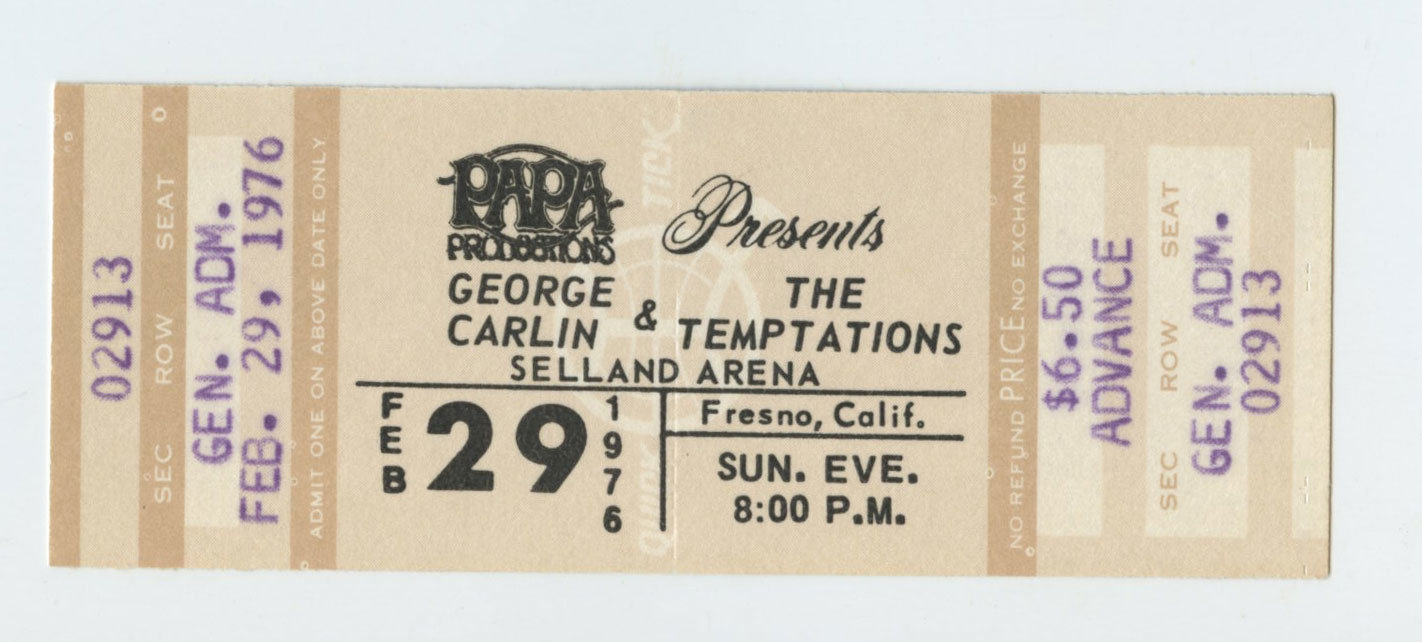 02913
SEC ROW SEAT
GEN. ADM.
FEB. 29, 1976
ADMIT ONE ON ABOVE DATE ONLY
PAPA
PRODUCTIONS
Presents
GEORGE CARLIN & THE TEMPTATIONS
SELLAND ARENA
FEB 29 1976
Fresno, Calif.
SUN. EVE.
8:00 P.M.
QUIK TICK
NO REFUND PRICE NO EXCHANGE
$6.50
ADVANCE
SEC ROW SEAT
GEN. ADM.
02913